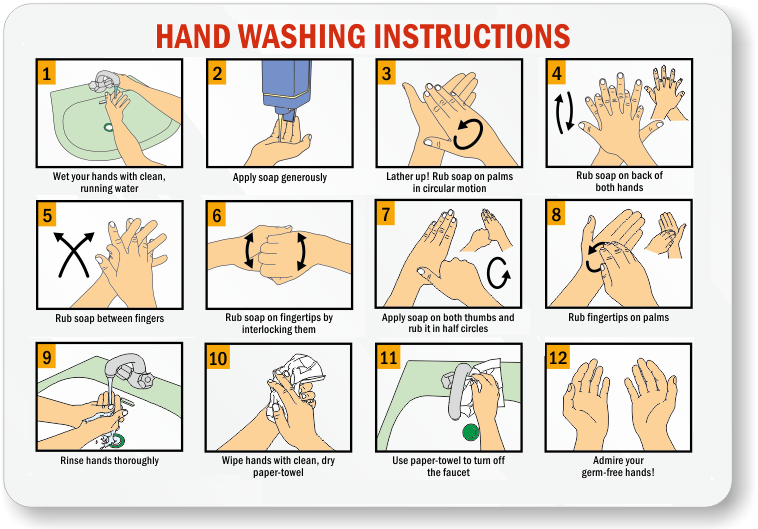 HAND WASHING INSTRUCTIONS
1
Wet your hands with clean,
running water
2
Apply soap generously
3
Lather up! Rub soap on palms
in circular motion
4
Rub soap on back of
both hands
5
Rub soap between fingers
6
Rub soap on fingertips by
interlocking them
7
Apply soap on both thumbs and
rub it in half circles
8
Rub fingertips on palms
9
Rinse hands thoroughly
10
Wipe hands with clean, dry
paper-towel
11
Use paper-towel to turn off
the faucet
12
Admire your
germ-free hands!